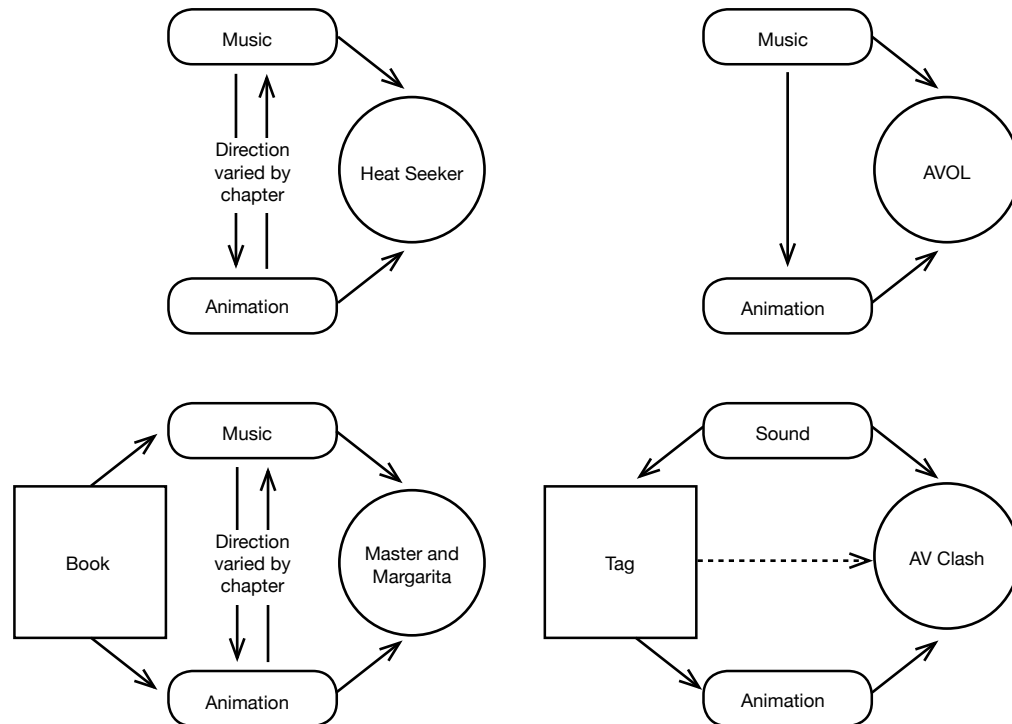 Music
Direction
varied by
chapter
Heat Seeker
Animation
Music
AVOL
Animation
Music
Book
Direction
varied by
chapter
Master and
Margarita
Animation
Sound
Tag
AV Clash
Animation